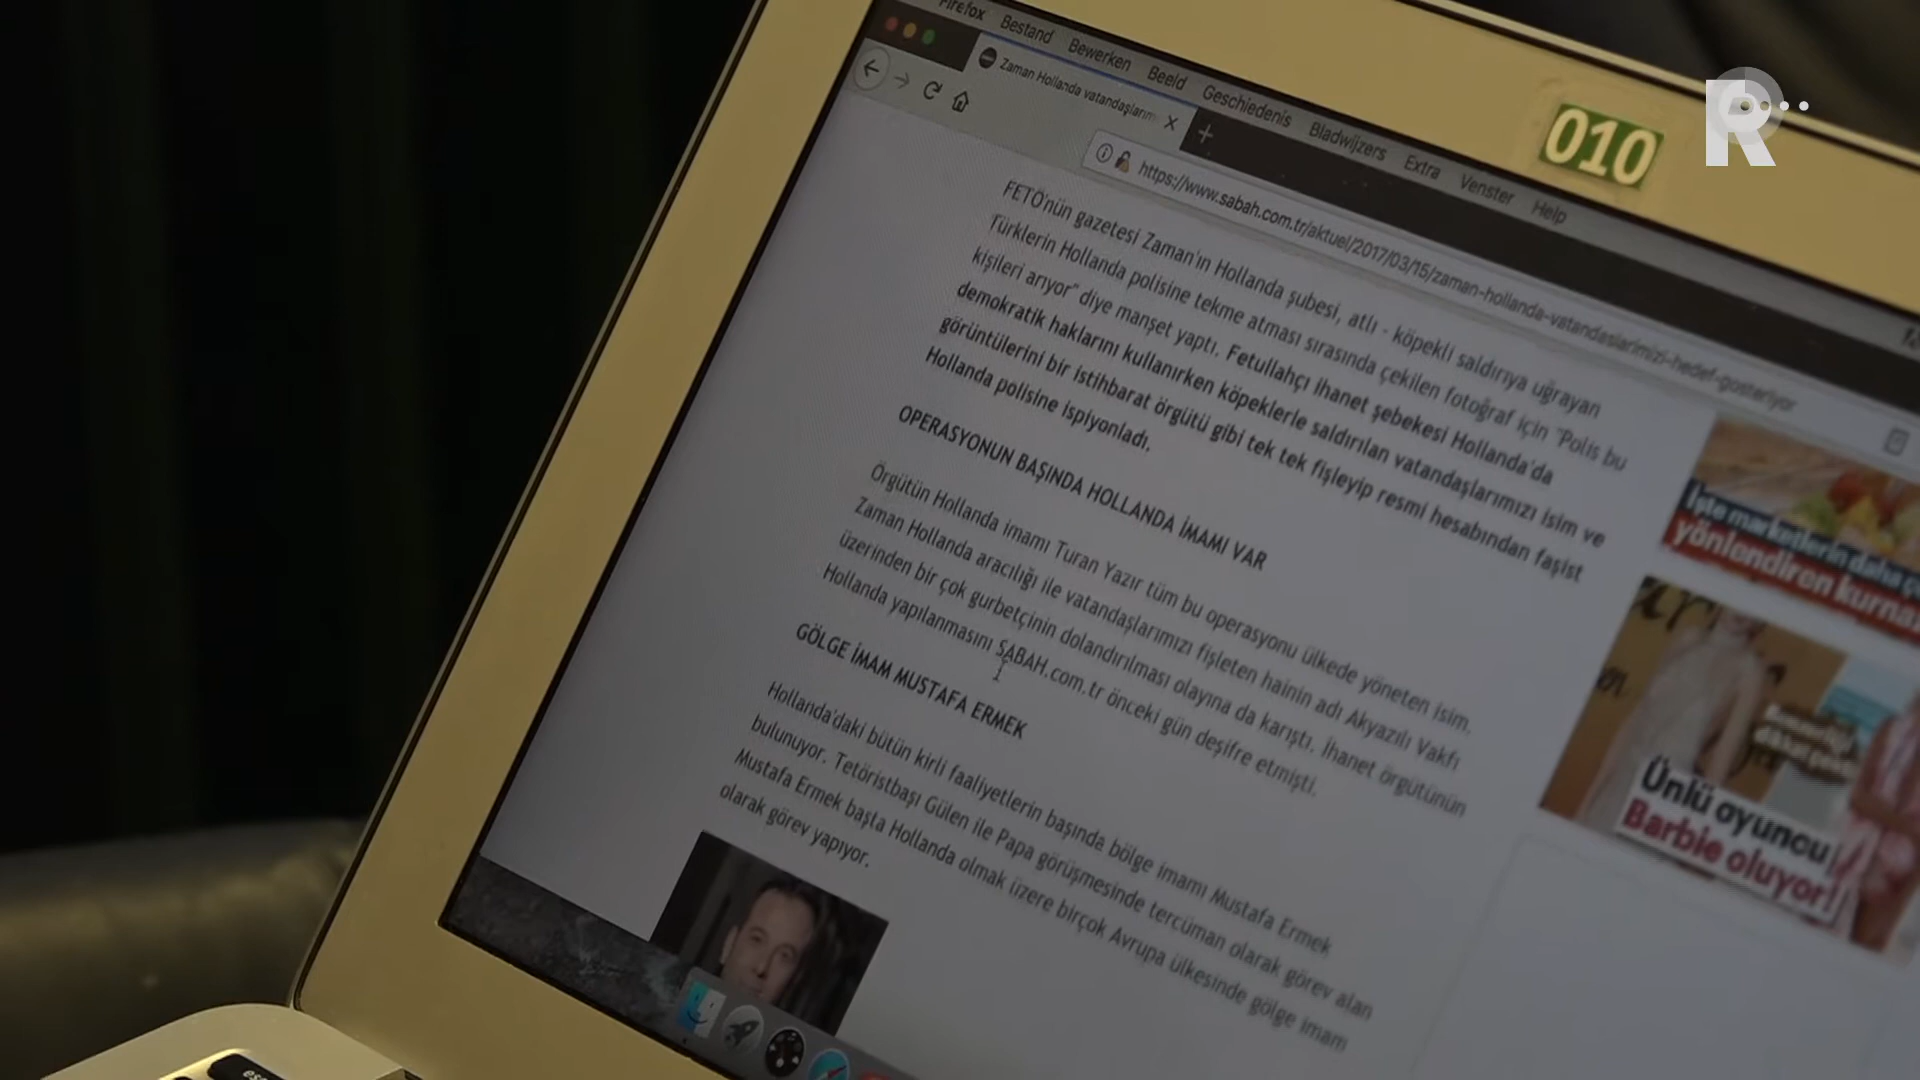 Firefox Bestand Bewerken Beeld Geschiedenis Bladwijzers Extra Venster Help
Zaman Hollanda vatandaşlarım
https://www.sabah.com.tr/aktuel/2017/03/15/zaman-hollanda-vatandaslarimizi-hedef-gosteriyor
010
R
FETÖ'nün gazetesi Zaman'ın Hollanda şubesi, atlı - köpekli saldırıya uğrayan
Türklerin Hollanda polisine tekme atması sırasında çekilen fotoğraf için "Polis bu
kişileri arıyor" diye manşet yaptı. Fetullahçı ihanet şebekesi Hollanda'da
demokratik haklarını kullanırken köpeklerle saldırılan vatandaşlarımızı isim ve
görüntülerini bir istihbarat örgütü gibi tek tek fişleyip resmi hesabından faşist
Hollanda polisine ispiyonladı.
OPERASYONUN BAŞINDA HOLLANDA İMAMI VAR
Örgütün Hollanda imamı Turan Yazır tüm bu operasyonu ülkede yöneten isim.
Zaman Hollanda aracılığı ile vatandaşlarımızı fişleten hainin adı Akyazılı Vakfı
üzerinden bir çok gurbetçinin dolandırılması olayına da karıştı. İhanet örgütünün
Hollanda yapılanmasını SABAH.com.tr önceki gün deşifre etmişti.
GÖLGE İMAM MUSTAFA ERMEK
Hollanda'daki bütün kirli faaliyetlerin başında bölge imamı Mustafa Ermek
bulunuyor. Tetöristbaşı Gülen ile Papa görüşmesinde tercüman olarak görev alan
Mustafa Ermek başta Hollanda olmak üzere birçok Avrupa ülkesinde gölge imam
olarak görev yapıyor.
İşte marketlerin daha
yönlendiren
Ünlü oyuncu
Barbie oluyor!
esc